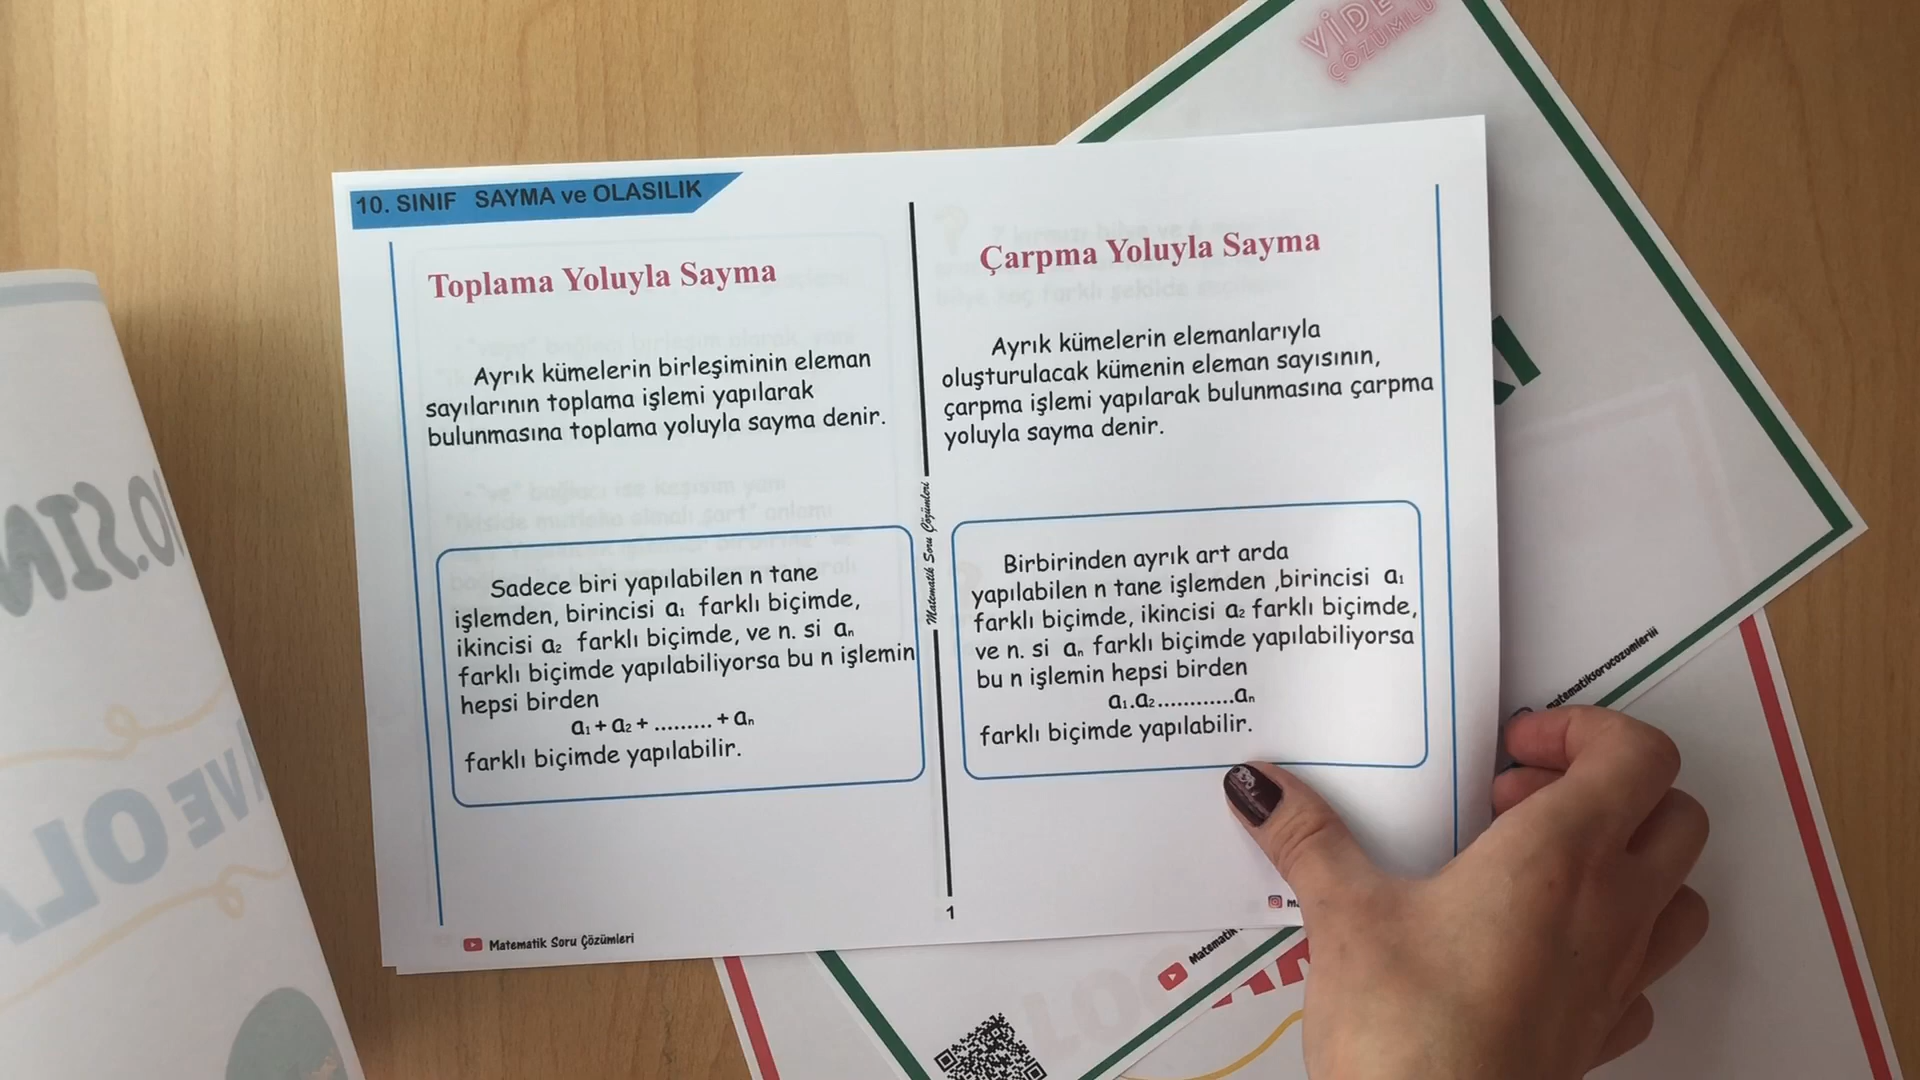 10. SINIF SAYMA ve OLASILIK
Toplama Yoluyla Sayma
Ayrık kümelerin birleşiminin eleman
sayılarının toplama işlemi yapılarak
bulunmasına toplama yoluyla sayma denir.
Sadece biri yapılabilen n tane
işlemden, birincisi a₁ farklı biçimde,
ikincisi a₂ farklı biçimde, ve n. si aₙ
farklı biçimde yapılabiliyorsa bu n işlemin
hepsi birden
a₁ + a₂ + ......... + aₙ
farklı biçimde yapılabilir.
Matematik Soru Çözümleri
Matematik Soru Çözümleri
1
Çarpma Yoluyla Sayma
Ayrık kümelerin elemanlarıyla
oluşturulacak kümenin eleman sayısının,
çarpma işlemi yapılarak bulunmasına çarpma
yoluyla sayma denir.
Birbirinden ayrık art arda
yapılabilen n tane işlemden ,birincisi a₁
farklı biçimde, ikincisi a₂ farklı biçimde,
ve n. si aₙ farklı biçimde yapılabiliyorsa
bu n işlemin hepsi birden
a₁.a₂............aₙ
farklı biçimde yapılabilir.
VİDE
ÇÖZÜMLÜ
matematiksorucozumleriii
Matematik